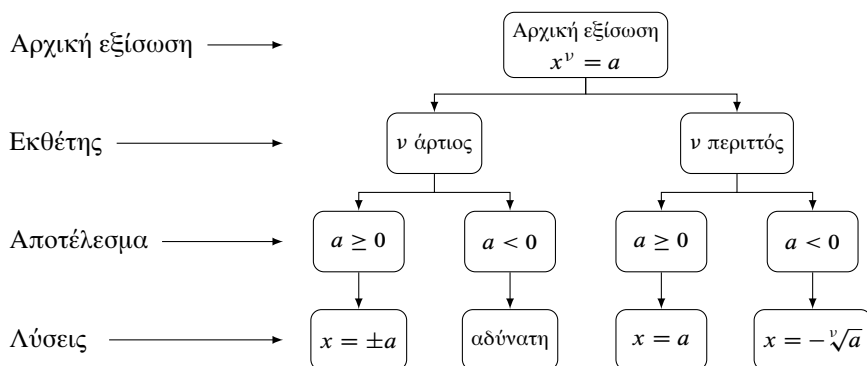 Αρχική εξίσωση
Αρχική εξίσωση
x^ν = a
Εκθέτης
ν άρτιος
ν περιττός
Αποτέλεσμα
a ≥ 0
a < 0
a ≥ 0
a < 0
Λύσεις
x = ±a
αδύνατη
x = a
x = −ᵛ√a